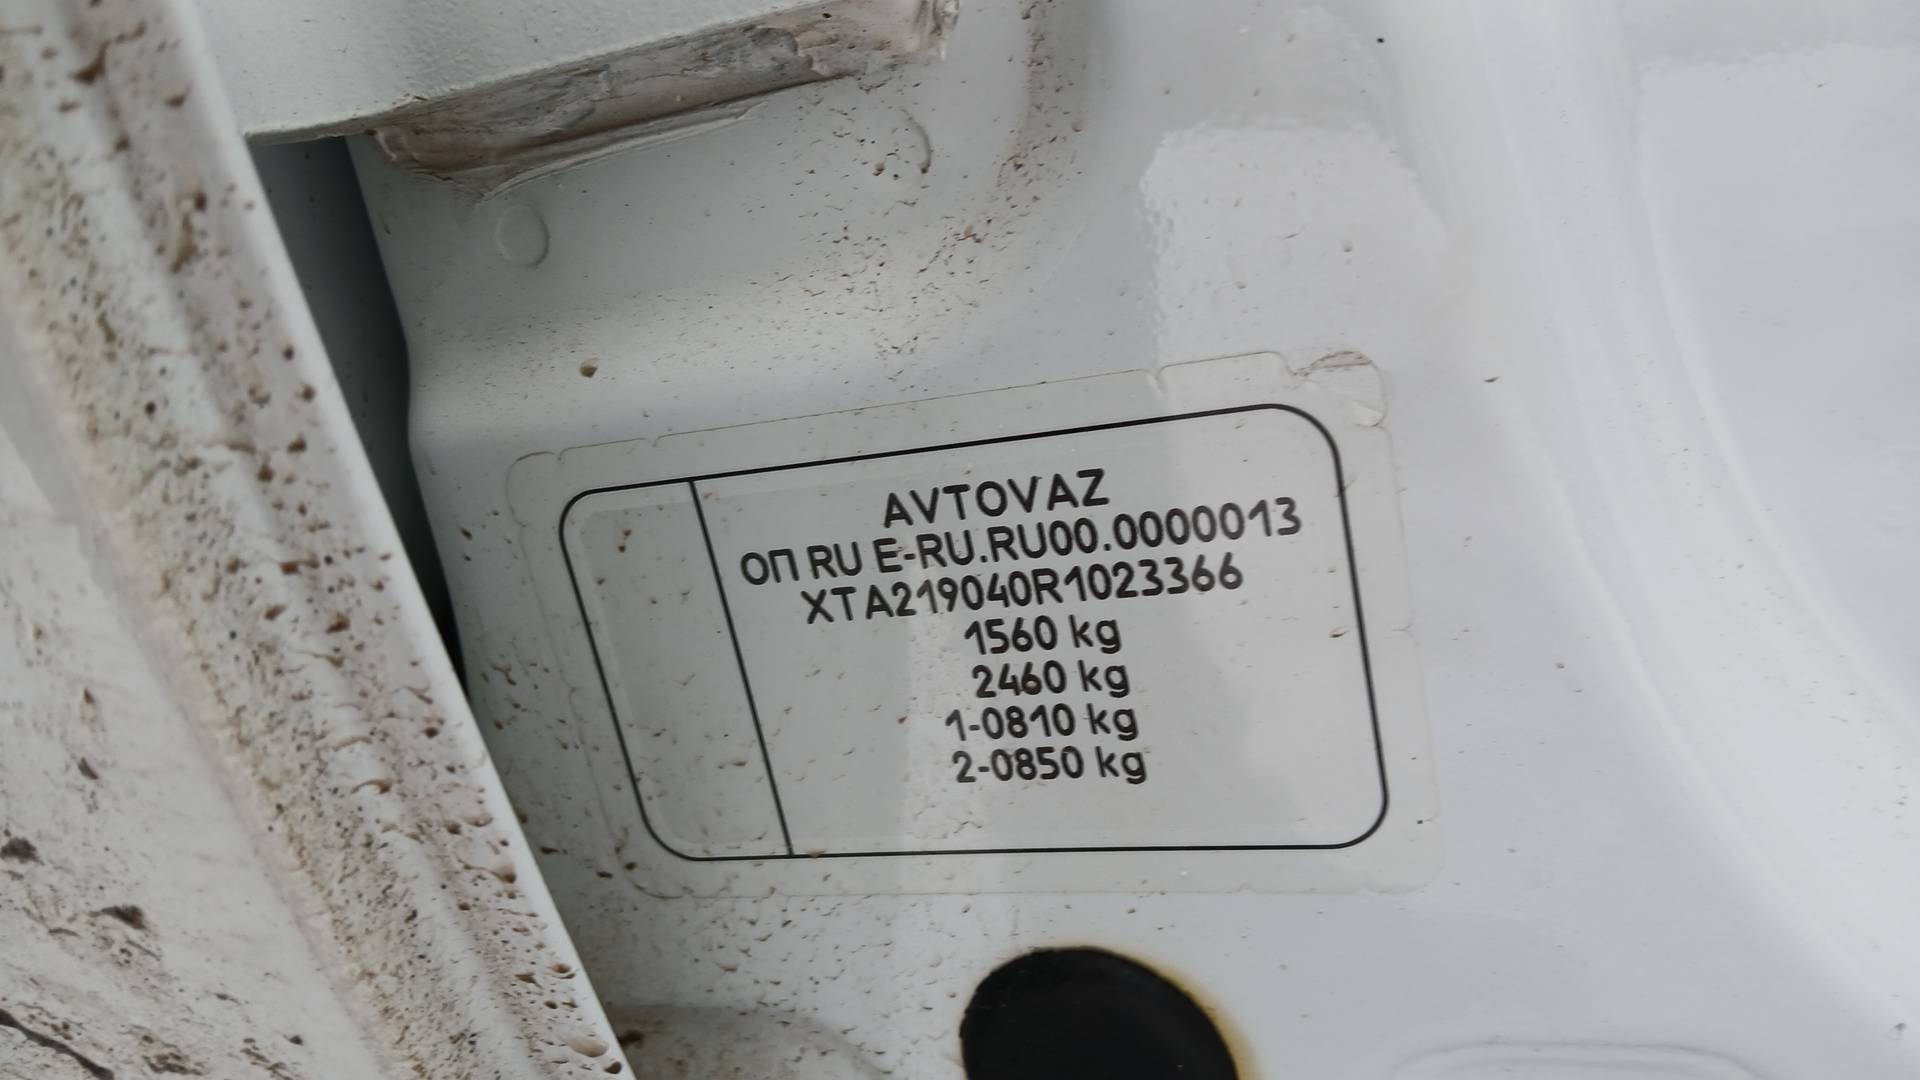 AVTOVAZ
ОП RU E-RU.RU00.0000013
XTA219040R1023366
1560 kg
2460 kg
1-0810 kg
2-0850 kg